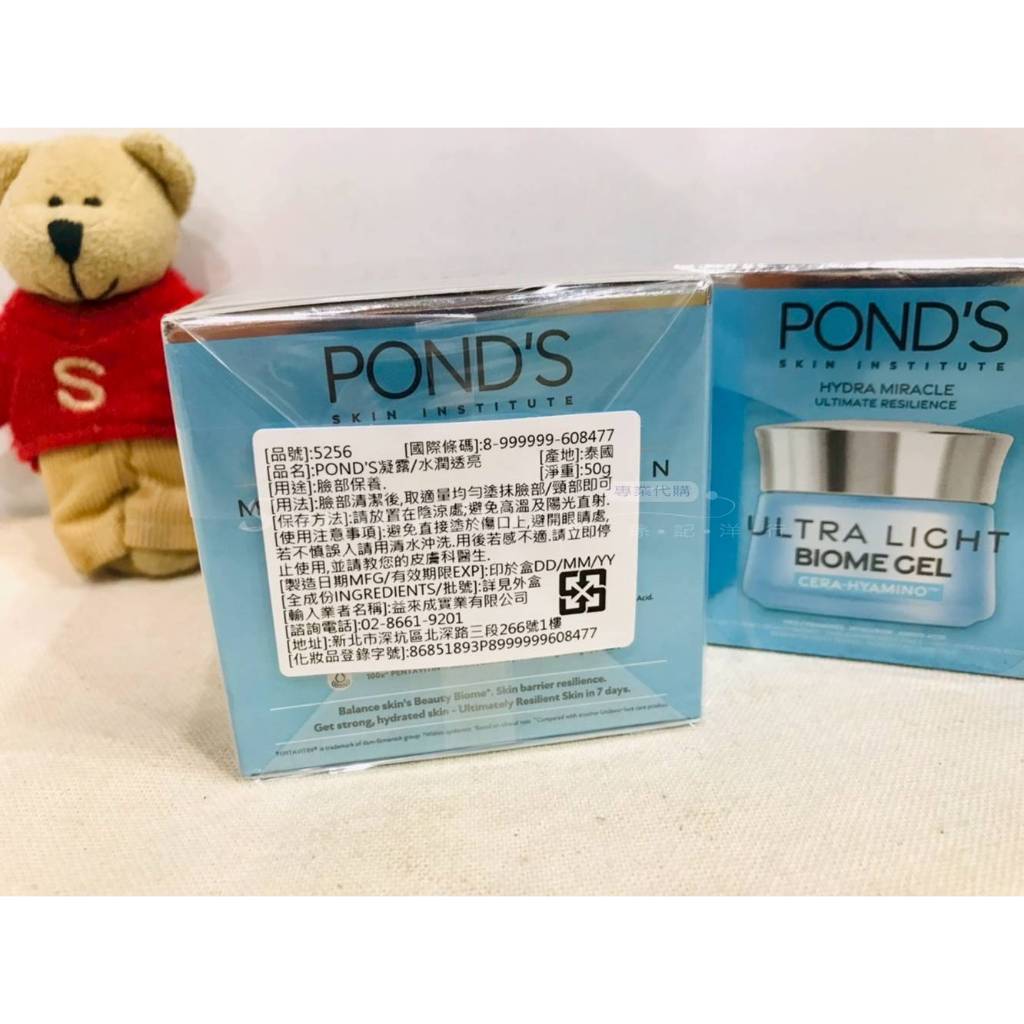 S
POND'S
SKIN INSTITUTE
[品號]:5256 [國際條碼]:8-999999-608477
[品名]:POND'S凝露/水潤透亮 [產地]:泰國
[用途]:臉部保養. [淨重]:50g
[用法]:臉部清潔後,取適量均勻塗抹臉部/頸部即可
[保存方法]:請放置在陰涼處;避免高溫及陽光直射.
[使用注意事項]:避免直接塗於傷口上,避開眼睛處,
若不慎誤入請用清水沖洗.用後若感不適.請立即停
止使用,並請教您的皮膚科醫生.
[製造日期MFG/有效期限EXP]:印於盒DD/MM/YY
[全成份INGREDIENTS/批號]:詳見外盒
[輸入業者名稱]:益來成實業有限公司
[諮詢電話]:02-8661-9201
[地址]:新北市深坑區北深路三段266號1樓
[化妝品登錄字號]:86851893P8999999608477
M
N
Acid.
100x* PENTAVITIN
Balance skin's Beauty Biome*. Skin barrier resilience.
Get strong, hydrated skin - Ultimately Resilient Skin in 7 days.
POND'S
SKIN INSTITUTE
HYDRA MIRACLE
ULTIMATE RESILIENCE
ULTRA LIGHT
BIOME GEL
CERA-HYAMINO™
專業代購
記 洋